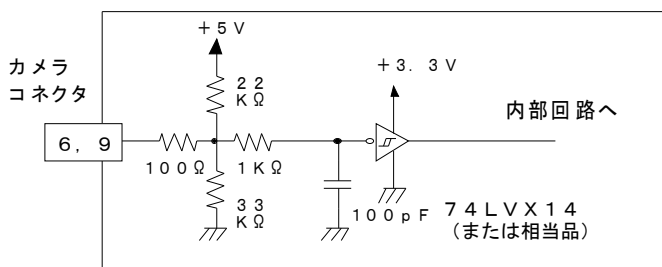 +5V
カメラ
コネクタ
22
KΩ
+3.3V
内部回路へ
6,9
100Ω
1KΩ
33
KΩ
100pF
74LVX14
(または相当品)